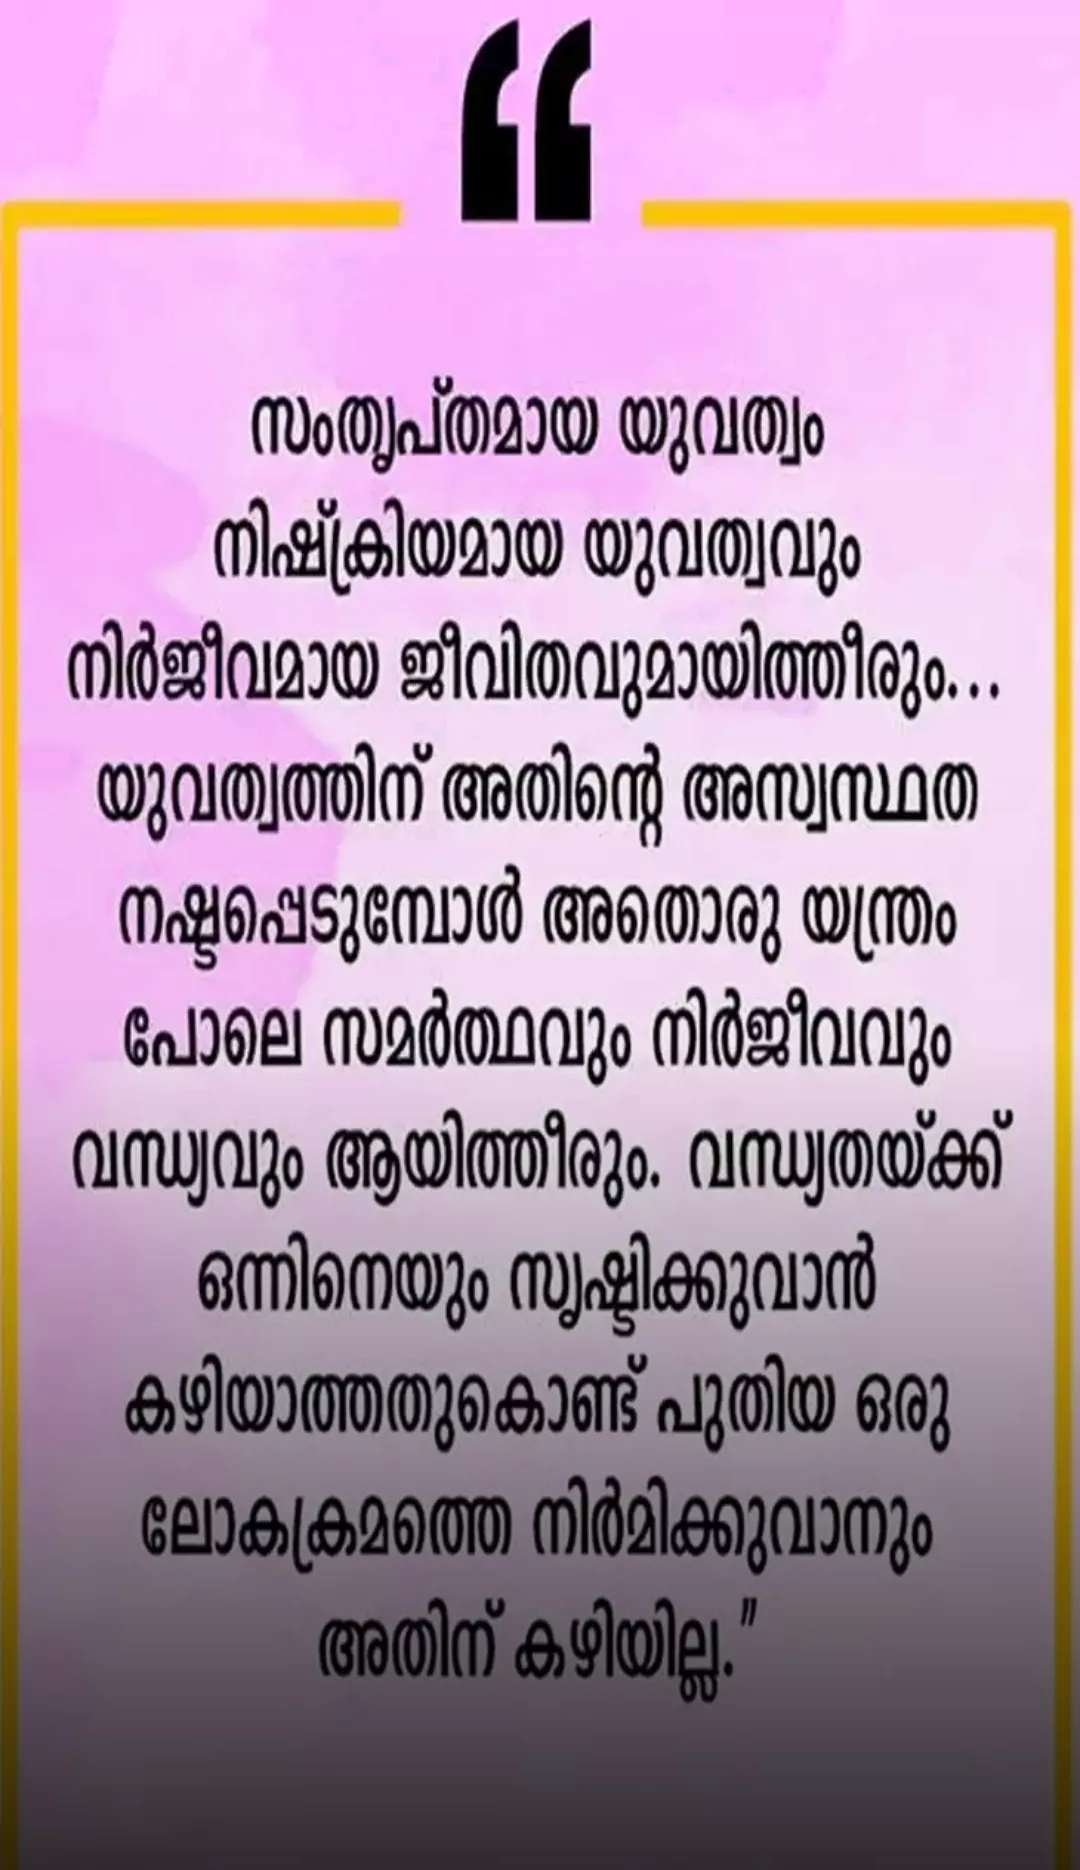 “
സംതൃപ്തമായ യുവത്വം
നിഷ്ക്രിയമായ യുവത്വവും
നിർജീവമായ ജീവിതവുമായിത്തീരും...
യുവത്വത്തിന് അതിന്റെ അസ്വസ്ഥത
നഷ്ടപ്പെടുമ്പോൾ അതൊരു യന്ത്രം
പോലെ സമർത്ഥവും നിർജീവവും
വന്ധ്യവും ആയിത്തീരും. വന്ധ്യതയ്ക്ക്
ഒന്നിനെയും സൃഷ്ടിക്കുവാൻ
കഴിയാത്തതുകൊണ്ട് പുതിയ ഒരു
ലോകക്രമത്തെ നിർമിക്കുവാനും
അതിന് കഴിയില്ല."